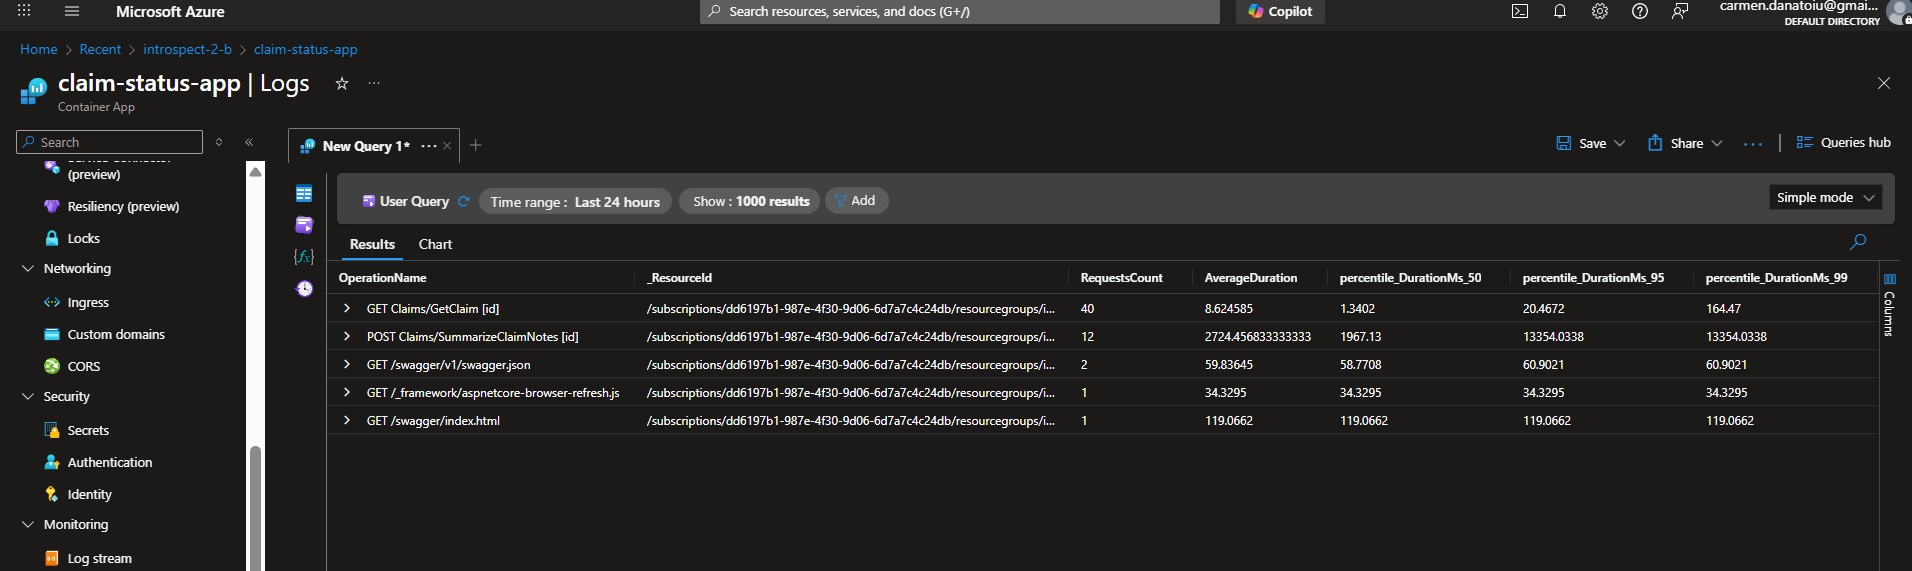 Microsoft Azure
Search resources, services, and docs (G+/)
Copilot
carmen.danatoiu@gmai...
DEFAULT DIRECTORY
Home > Recent > introspect-2-b > claim-status-app
claim-status-app | Logs
Container App
Search
(preview)
Resiliency (preview)
Locks
Networking
Ingress
Custom domains
CORS
Security
Secrets
Authentication
Identity
Monitoring
Log stream
New Query 1*
Save
Share
Queries hub
User Query
Time range : Last 24 hours
Show : 1000 results
Add
Simple mode
Results Chart
OperationName _ResourceId RequestsCount AverageDuration percentile_DurationMs_50 percentile_DurationMs_95 percentile_DurationMs_99
GET Claims/GetClaim [id] /subscriptions/dd6197b1-987e-4f30-9d06-6d7a7c4c24db/resourcegroups/i... 40 8.624585 1.3402 20.4672 164.47
POST Claims/SummarizeClaimNotes [id] /subscriptions/dd6197b1-987e-4f30-9d06-6d7a7c4c24db/resourcegroups/i... 12 2724.456833333333 1967.13 13354.0338 13354.0338
GET /swagger/v1/swagger.json /subscriptions/dd6197b1-987e-4f30-9d06-6d7a7c4c24db/resourcegroups/i... 2 59.83645 58.7708 60.9021 60.9021
GET /_framework/aspnetcore-browser-refresh.js /subscriptions/dd6197b1-987e-4f30-9d06-6d7a7c4c24db/resourcegroups/i... 1 34.3295 34.3295 34.3295 34.3295
GET /swagger/index.html /subscriptions/dd6197b1-987e-4f30-9d06-6d7a7c4c24db/resourcegroups/i... 1 119.0662 119.0662 119.0662 119.0662
Columns